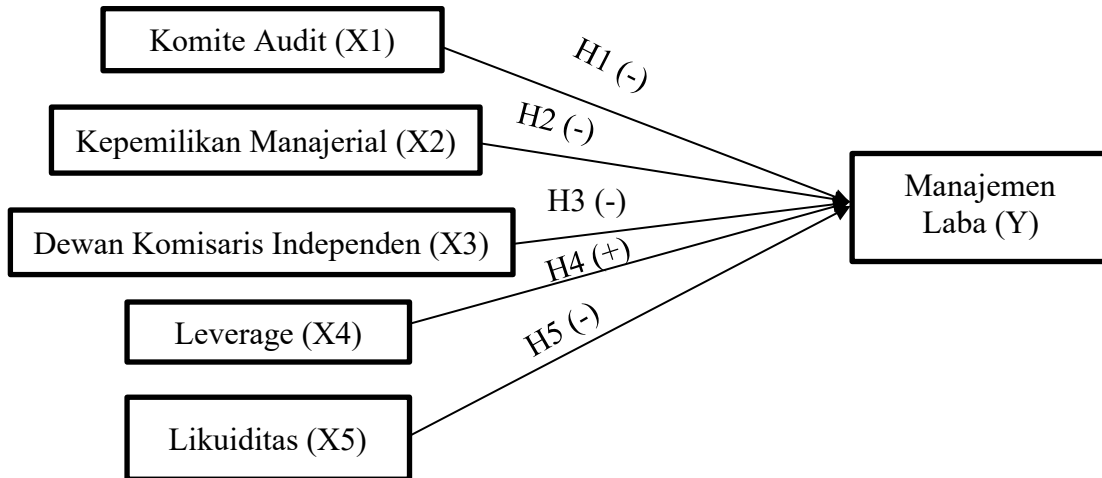 Komite Audit (X1)
H1 (-)
Kepemilikan Manajerial (X2)
H2 (-)
Manajemen
Laba (Y)
H3 (-)
Dewan Komisaris Independen (X3)
H4 (+)
Leverage (X4)
H5 (-)
Likuiditas (X5)